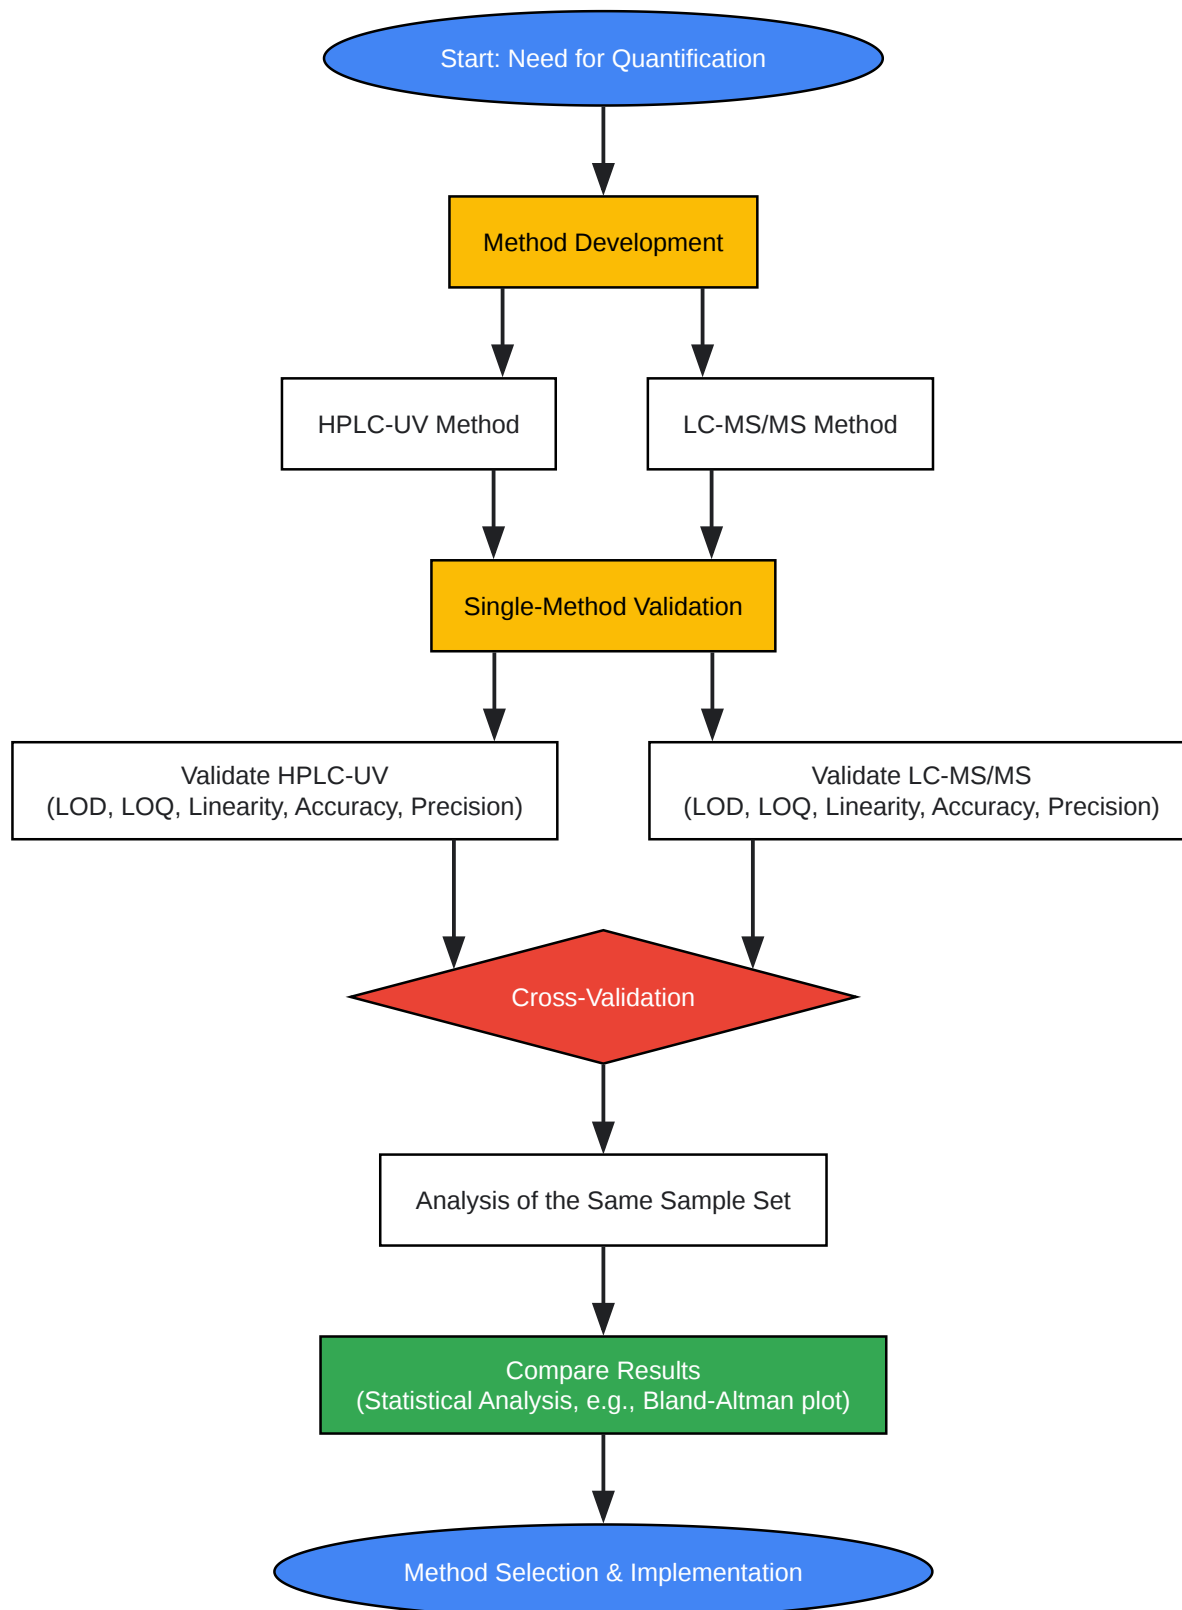 Start: Need for Quantification
Method Development
HPLC-UV Method
LC-MS/MS Method
Single-Method Validation
Validate HPLC-UV
(LOD, LOQ, Linearity, Accuracy, Precision)
Validate LC-MS/MS
(LOD, LOQ, Linearity, Accuracy, Precision)
Cross-Validation
Analysis of the Same Sample Set
Compare Results
(Statistical Analysis, e.g., Bland-Altman plot)
Method Selection & Implementation